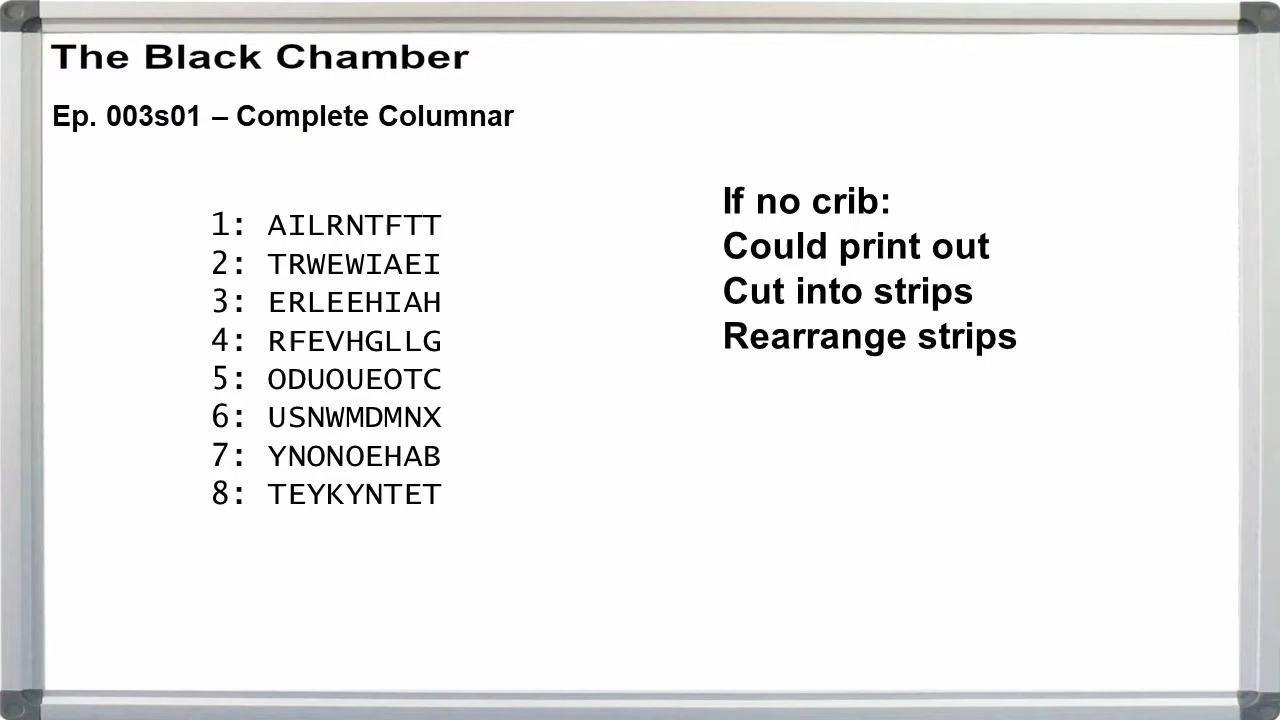 The Black Chamber
Ep. 003s01 – Complete Columnar
1: AILRNTFTT
2: TRWEWIAEI
3: ERLEEHIAH
4: RFEVHGLLG
5: ODUOUEOTC
6: USNWMDMNX
7: YNONOEHAB
8: TEYKYNTET
If no crib:
Could print out
Cut into strips
Rearrange strips